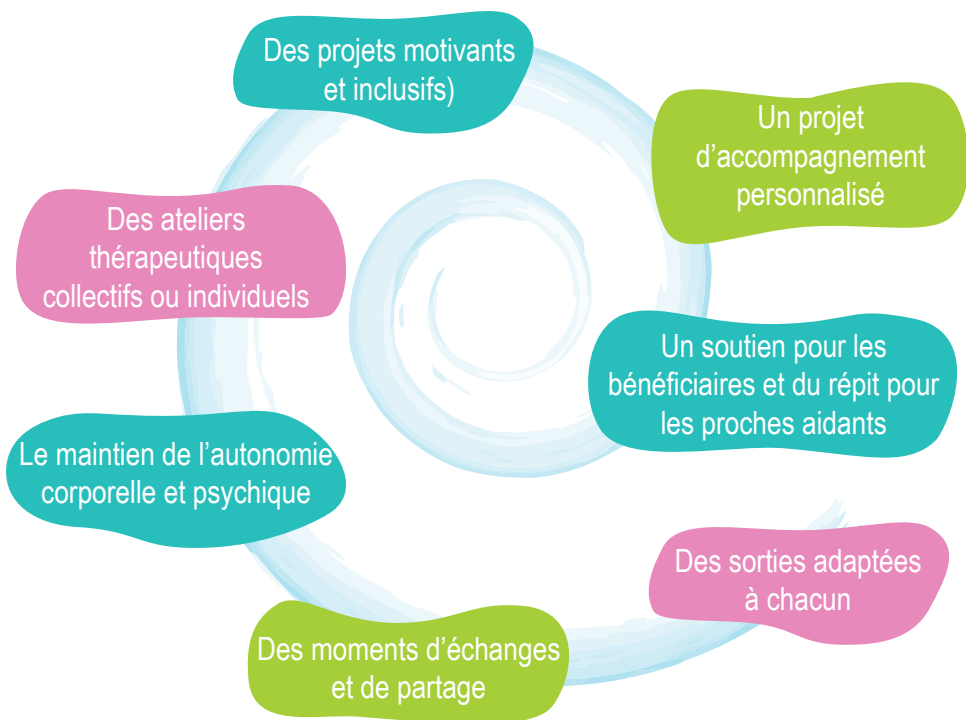 Des projets motivants
et inclusifs)
Un projet
d’accompagnement
personnalisé
Des ateliers
thérapeutiques
collectifs ou individuels
Un soutien pour les
bénéficiaires et du répit pour
les proches aidants
Le maintien de l’autonomie
corporelle et psychique
Des sorties adaptées
à chacun
Des moments d’échanges
et de partage